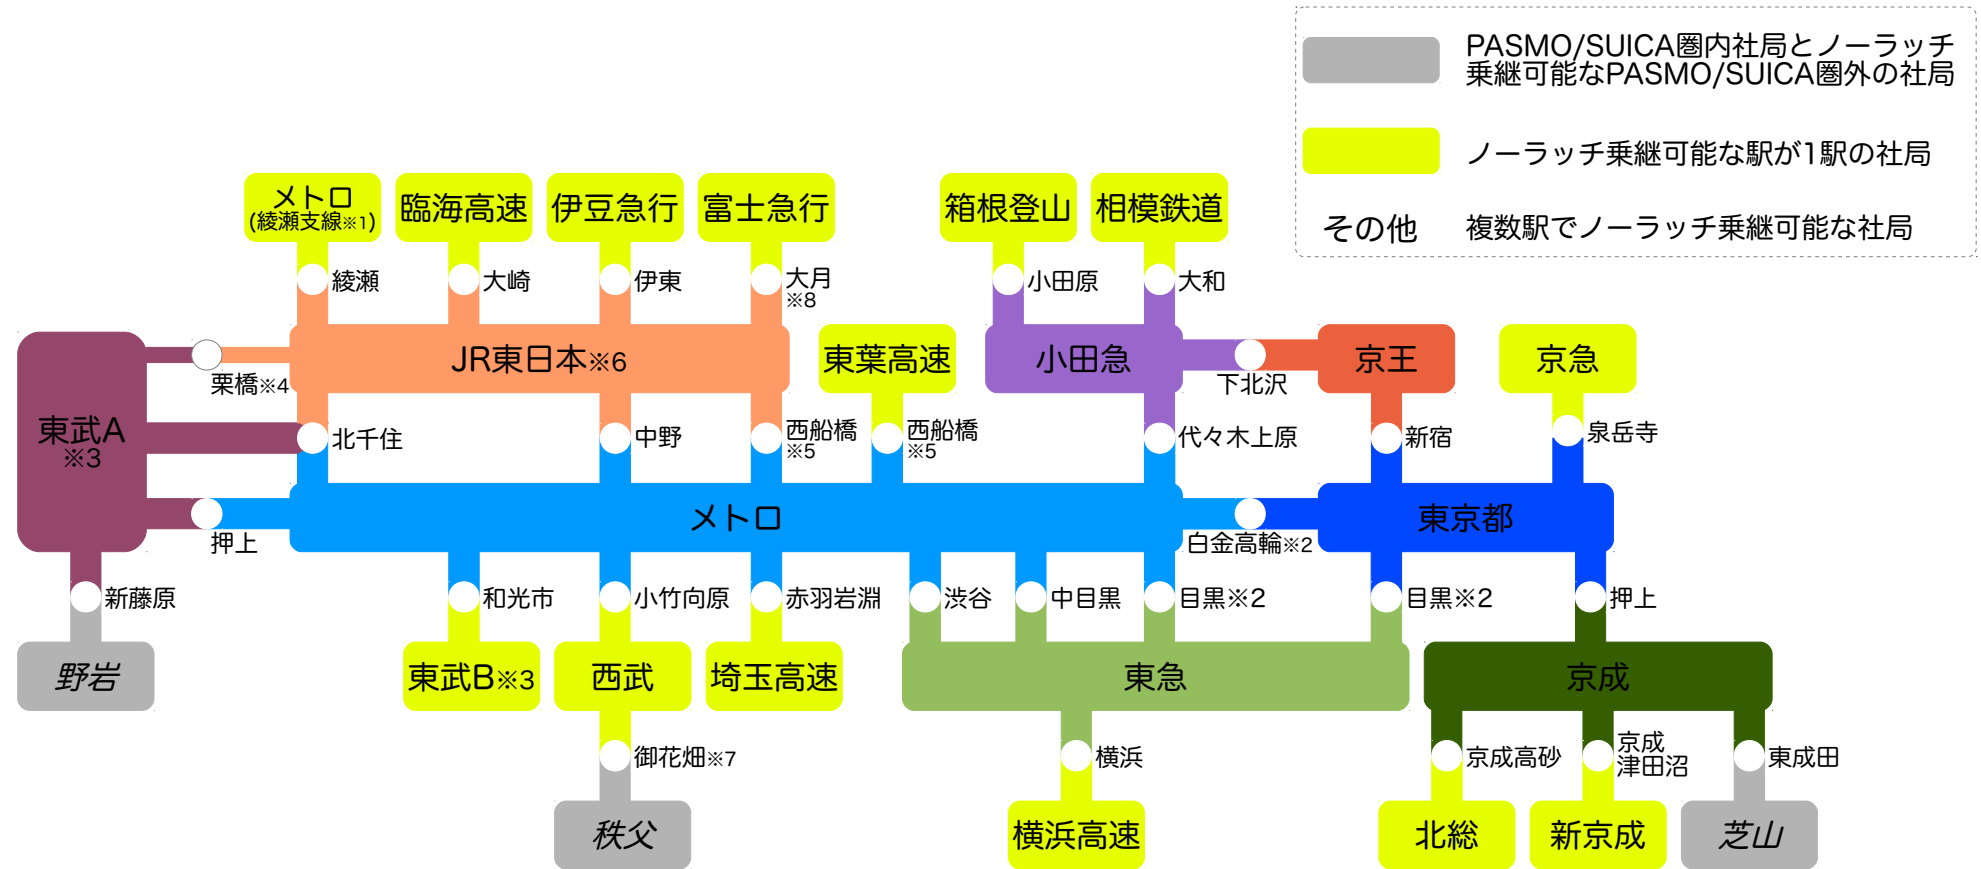 PASMO/SUICA圏内社局とノーラッチ
乗継可能なPASMO/SUICA圏外の社局
ノーラッチ乗継可能な駅が1駅の社局
その他
複数駅でノーラッチ乗継可能な社局
メトロ
(綾瀬支線※1)
臨海高速
伊豆急行
富士急行
箱根登山
相模鉄道
綾瀬
大崎
伊東
大月
※8
小田原
大和
東武A
※3
栗橋※4
JR東日本※6
東葉高速
小田急
下北沢
京王
京急
北千住
中野
西船橋
※5
西船橋
※5
代々木上原
新宿
泉岳寺
押上
メトロ
白金高輪※2
東京都
新藤原
和光市
小竹向原
赤羽岩淵
渋谷
中目黒
目黒※2
目黒※2
押上
野岩
東武B※3
西武
埼玉高速
東急
京成
御花畑※7
横浜
京成高砂
京成
津田沼
東成田
秩父
横浜高速
北総
新京成
芝山